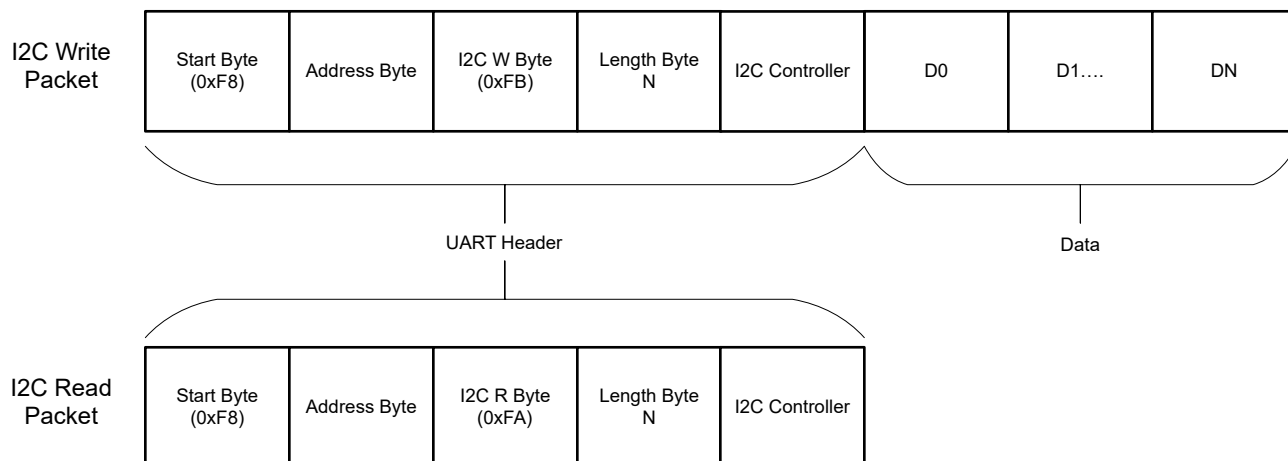 I2C Write
Packet
Start Byte
(0xF8)
Address Byte
I2C W Byte
(0xFB)
Length Byte
N
I2C Controller
D0
D1....
DN
UART Header
Data
I2C Read
Packet
Start Byte
(0xF8)
Address Byte
I2C R Byte
(0xFA)
Length Byte
N
I2C Controller